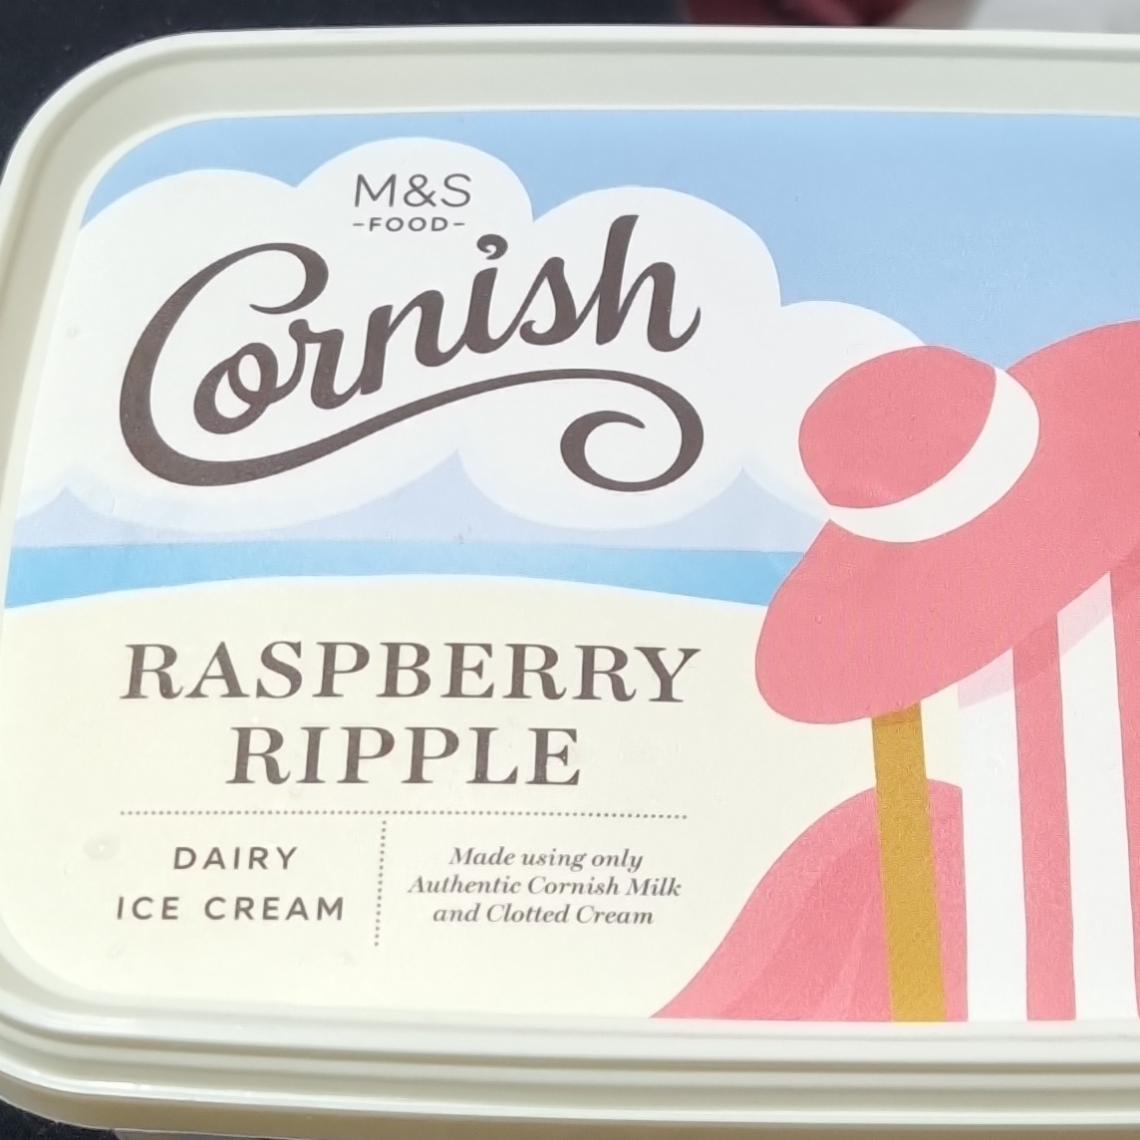 M&S
-FOOD-
Cornish
RASPBERRY
RIPPLE
DAIRY
ICE CREAM
Made using only
Authentic Cornish Milk
and Clotted Cream